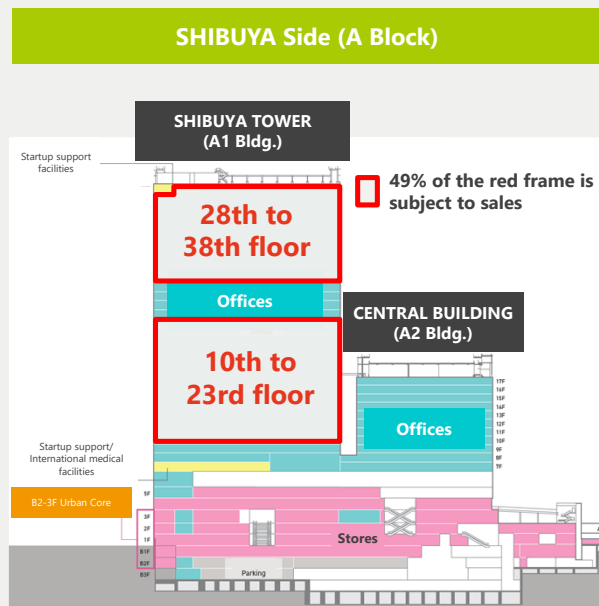 SHIBUYA Side (A Block)
SHIBUYA TOWER
(A1 Bldg.)
Startup support
facilities
49% of the red frame is
subject to sales
28th to
38th floor
Offices
CENTRAL BUILDING
(A2 Bldg.)
10th to
23rd floor
17F
16F
15F
14F
13F
12F
11F
10F
9F
8F
7F
Offices
Startup support/
International medical
facilities
B2-3F Urban Core
5F
3F
2F
1F
B1F
B2F
B3F
Stores
Parking